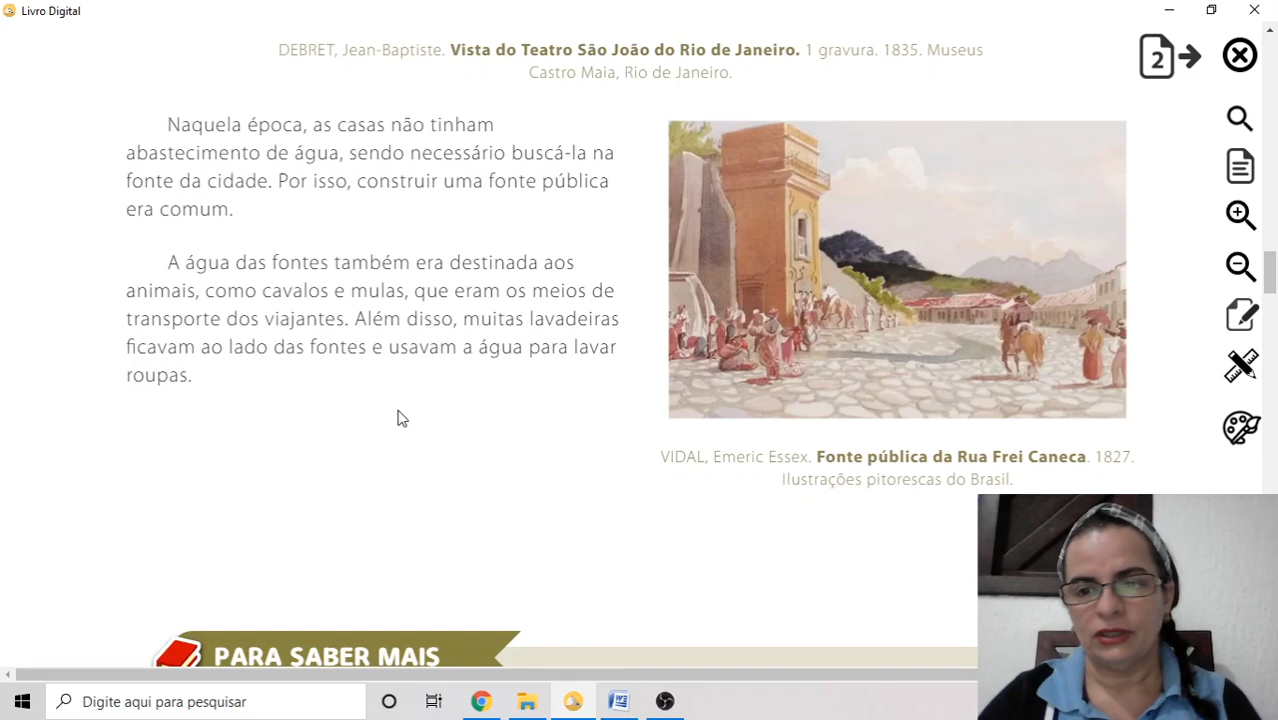 Livro Digital
DEBRET, Jean-Baptiste. Vista do Teatro São João do Rio de Janeiro. 1 gravura. 1835. Museus
Castro Maia, Rio de Janeiro.
2
Naquela época, as casas não tinham
abastecimento de água, sendo necessário buscá-la na
fonte da cidade. Por isso, construir uma fonte pública
era comum.
A água das fontes também era destinada aos
animais, como cavalos e mulas, que eram os meios de
transporte dos viajantes. Além disso, muitas lavadeiras
ficavam ao lado das fontes e usavam a água para lavar
roupas.
VIDAL, Emeric Essex. Fonte pública da Rua Frei Caneca. 1827.
Ilustrações pitorescas do Brasil.
PARA SABER MAIS
Digite aqui para pesquisar